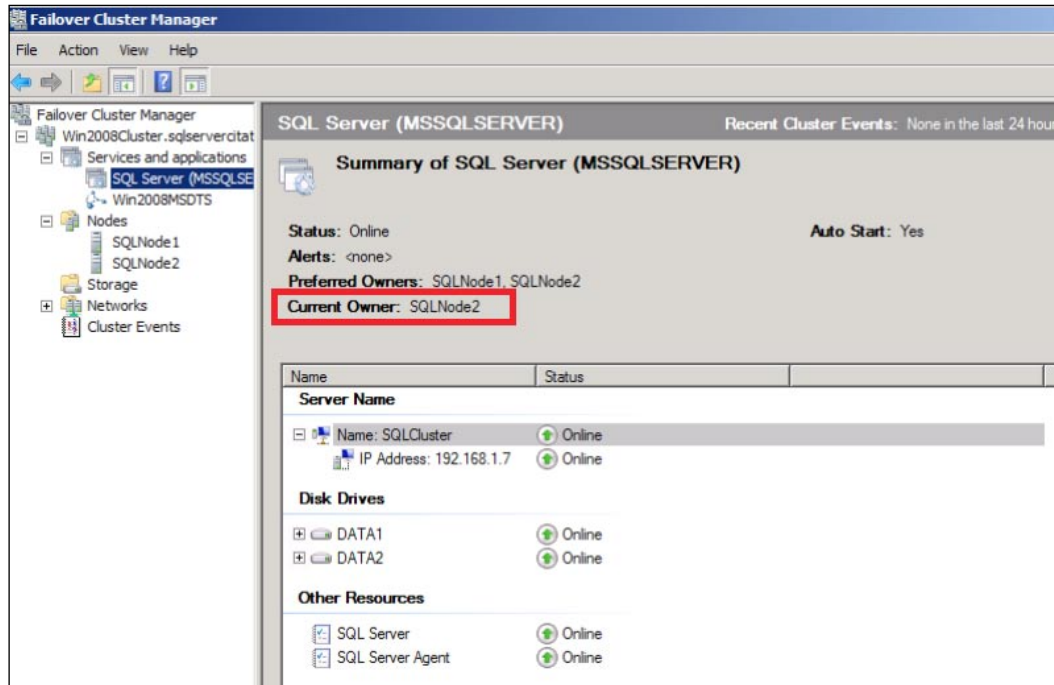 Failover Cluster Manager
File Action View Help
Failover Cluster Manager
Win2008Cluster.sqlservercitat
Services and applications
SQL Server (MSSQLSE
Win2008MSDTS
Nodes
SQLNode1
SQLNode2
Storage
Networks
Cluster Events
SQL Server (MSSQLSERVER) Recent Cluster Events: None in the last 24 hour
Summary of SQL Server (MSSQLSERVER)
Status: Online Auto Start: Yes
Alerts: <none>
Preferred Owners: SQLNode1, SQLNode2
Current Owner: SQLNode2
Name Status
Server Name
Name: SQLCluster Online
IP Address: 192.168.1.7 Online
Disk Drives
DATA1 Online
DATA2 Online
Other Resources
SQL Server Online
SQL Server Agent Online